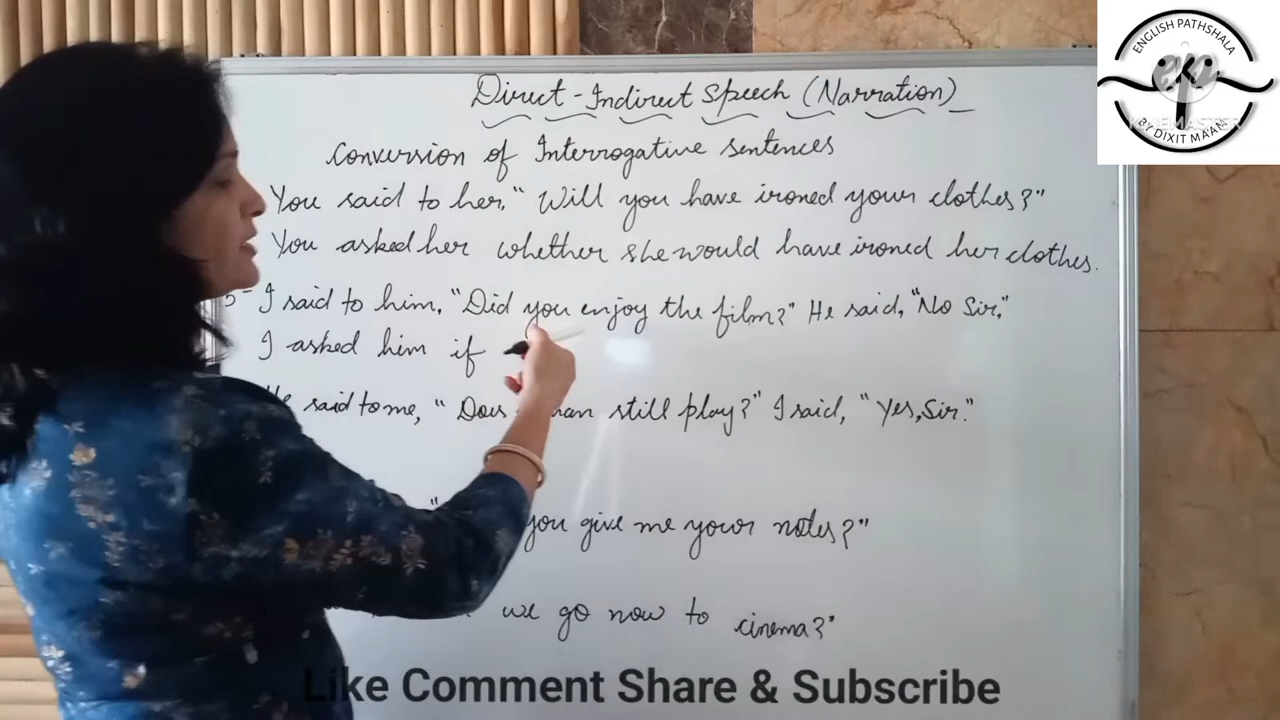 ENGLISH PATHSHALA
BY DIXIT MAAM
KINEMASTER
Direct - Indirect Speech (Narration)
Conversion of Interrogative sentences
You said to her, "Will you have ironed your clothes?"
You asked her whether she would have ironed her clothes.
5- I said to him, "Did you enjoy the film?" He said, "No Sir."
I asked him if
said to me, " Does still play?" I said, "Yes, Sir."
you give me your notes?"
we go now to cinema?"
Like Comment Share & Subscribe